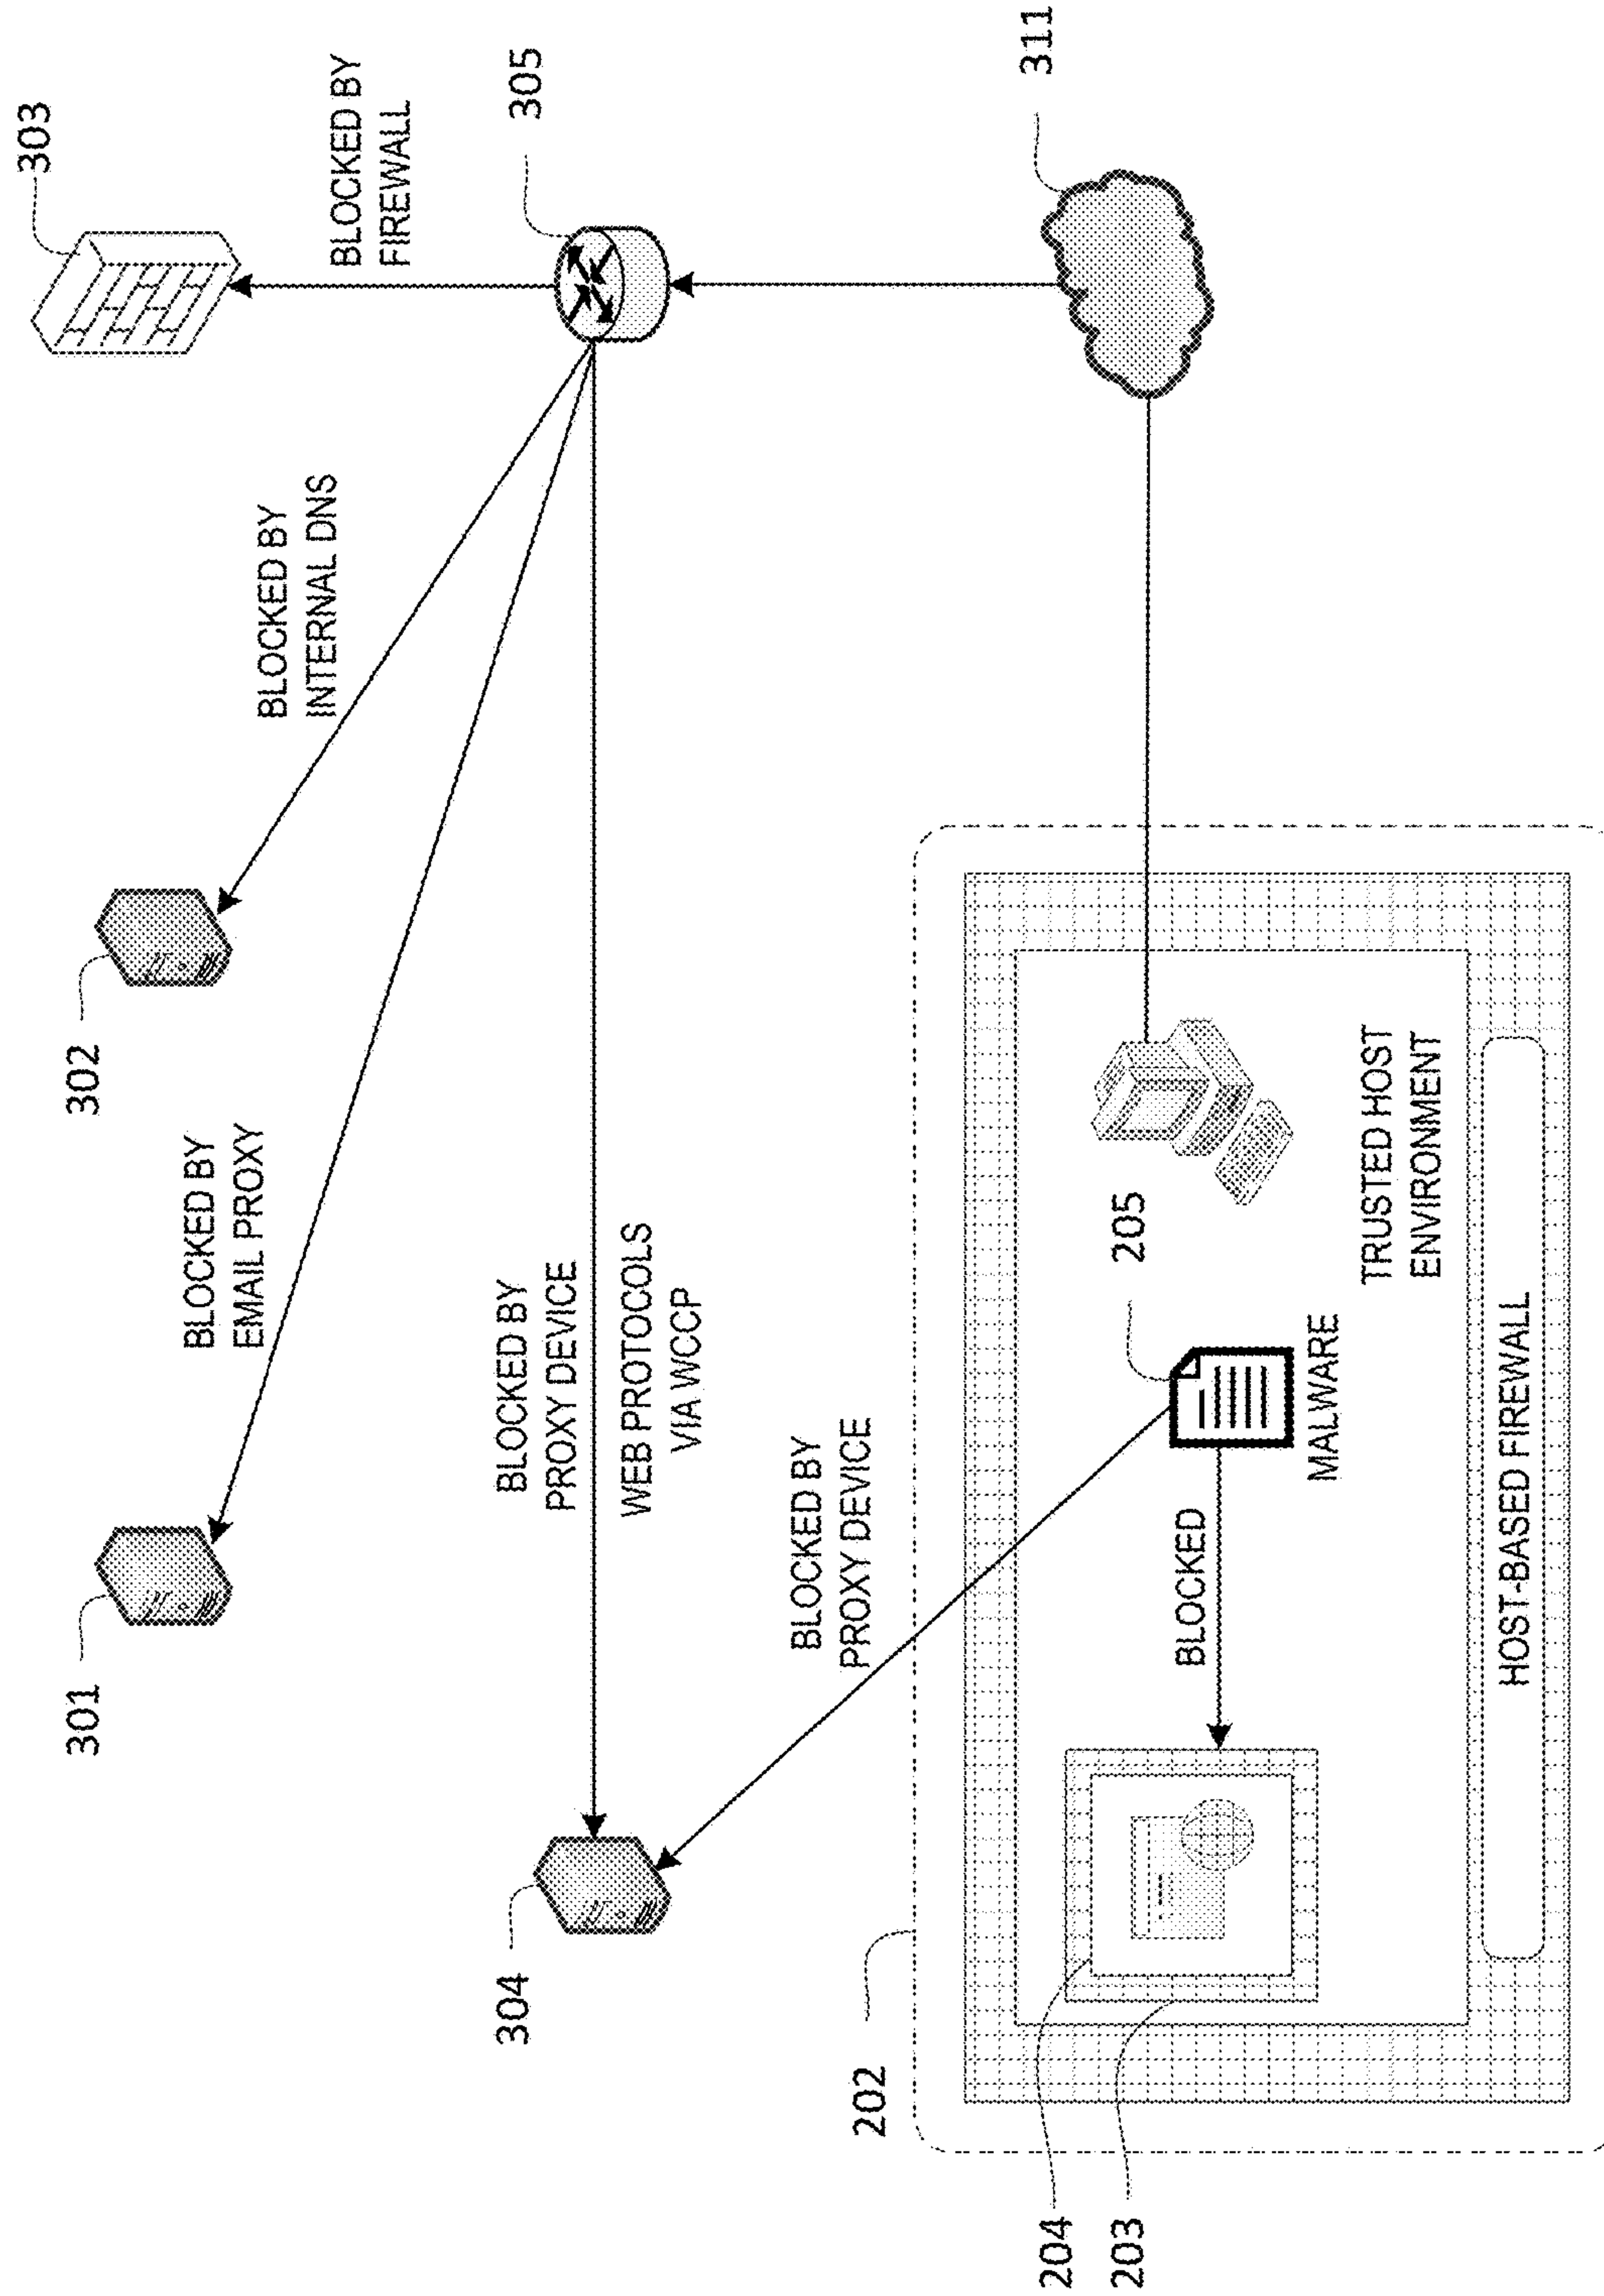 303
BLOCKED BY
FIREWALL
305
311
BLOCKED BY
INTERNAL DNS
302
BLOCKED BY
EMAIL PROXY
301
BLOCKED BY
PROXY DEVICE
WEB PROTOCOLS
VIA WCCP
304
BLOCKED BY
PROXY DEVICE
202
205
TRUSTED HOST
ENVIRONMENT
MALWARE
BLOCKED
HOST-BASED FIREWALL
204
203